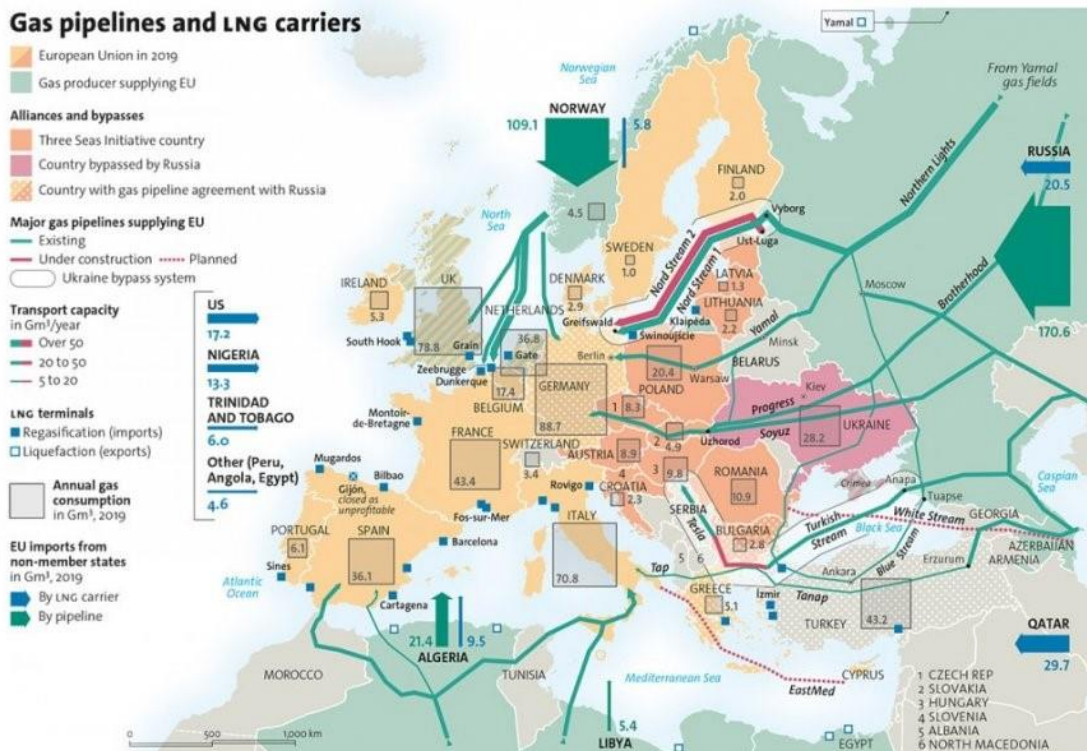 Gas pipelines and LNG carriers
European Union in 2019
Gas producer supplying EU
Alliances and bypasses
Three Seas Initiative country
Country bypassed by Russia
Country with gas pipeline agreement with Russia
Major gas pipelines supplying EU
Existing
Under construction
Planned
Ukraine bypass system
Transport capacity
in Gm³/year
Over 50
20 to 50
5 to 20
LNG terminals
Regasification (imports)
Liquefaction (exports)
Annual gas
consumption
in Gm³, 2019
EU imports from
non-member states
in Gm³, 2019
By LNG carrier
By pipeline
US
17.2
NIGERIA
13.3
TRINIDAD
AND TOBAGO
6.0
Other (Peru,
Angola, Egypt)
4.6
Yamal
From Yamal
gas fields
Norwegian
Sea
NORWAY
109.1
5.8
4.5
RUSSIA
20.5
170.6
Northern Lights
Brotherhood
FINLAND
2.0
Vyborg
Ust-Luga
Nord Stream 2
Nord Stream 1
SWEDEN
1.0
North
Sea
LATVIA
1.3
LITHUANIA
2.2
Moscow
IRELAND
5.3
UK
78.8
DENMARK
2.9
NETHERLANDS
36.8
Greifswald
Klaipėda
Świnoujście
Yamal
Minsk
BELARUS
South Hook
Grain
Gate
Zeebrugge
Dunkerque
17.4
BELGIUM
Berlin
GERMANY
88.7
20.4
POLAND
Warsaw
Kiev
Progress
UKRAINE
28.2
Soyuz
Uzhorod
Montoir-
de-Bretagne
FRANCE
43.4
SWITZERLAND
3.4
1
8.3
AUSTRIA
8.9
2
4.9
3
9.8
4
CROATIA
2.3
ROMANIA
10.9
Crimea
Anapa
Caspian
Sea
Mugardos
Gijón,
closed as
unprofitable
Bilbao
Fos-sur-Mer
Rovigo
ITALY
70.8
SERBIA
Tesla
BULGARIA
2.8
Turkish
Stream
Black Sea
Tuapse
White Stream
Blue Stream
GEORGIA
AZERBAIJAN
ARMENIA
Erzurum
PORTUGAL
6.1
SPAIN
36.1
Barcelona
Sines
Atlantic
Ocean
Cartagena
5
6
Tap
GREECE
5.1
Ankara
Tanap
İzmir
TURKEY
43.2
21.4
9.5
ALGERIA
MOROCCO
TUNISIA
Mediterranean Sea
5.4
LIBYA
EastMed
CYPRUS
EGYPT
QATAR
29.7
1 CZECH REP
2 SLOVAKIA
3 HUNGARY
4 SLOVENIA
5 ALBANIA
6 NORTH MACEDONIA
0
500
1,000 km